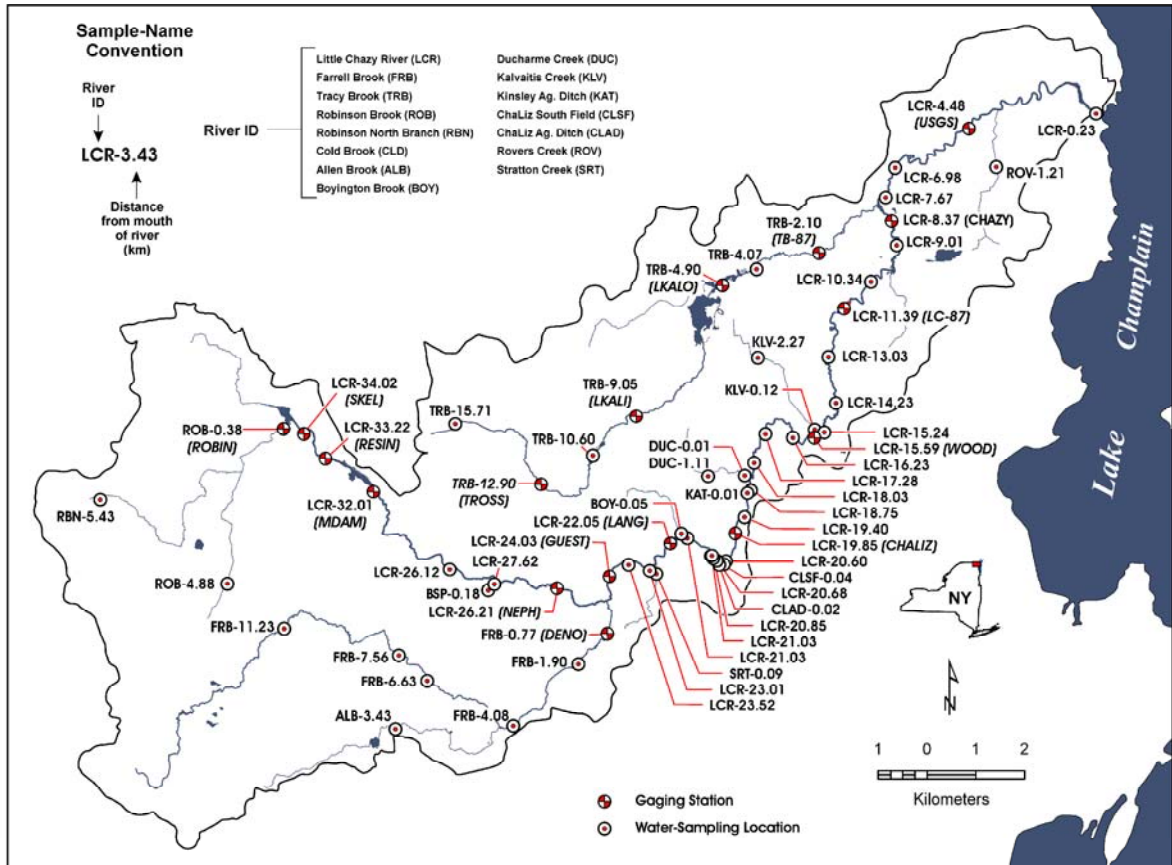 Sample-Name
Convention
River
ID
LCR-3.43
Distance
from mouth
of river
(km)
River ID
Little Chazy River (LCR)
Farrell Brook (FRB)
Tracy Brook (TRB)
Robinson Brook (ROB)
Robinson North Branch (RBN)
Cold Brook (CLD)
Allen Brook (ALB)
Boyington Brook (BOY)
Ducharme Creek (DUC)
Kalvaitis Creek (KLV)
Kinsley Ag. Ditch (KAT)
ChaLiz South Field (CLSF)
ChaLiz Ag. Ditch (CLAD)
Rovers Creek (ROV)
Stratton Creek (SRT)
LCR-4.48
(USGS)
LCR-0.23
LCR-6.98
ROV-1.21
LCR-7.67
LCR-8.37 (CHAZY)
TRB-2.10
(TB-87)
LCR-9.01
TRB-4.07
TRB-4.90
(LKALO)
LCR-10.34
LCR-11.39 (LC-87)
KLV-2.27
LCR-13.03
KLV-0.12
LCR-14.23
LCR-34.02
(SKEL)
TRB-9.05
(LKALI)
ROB-0.38
(ROBIN)
LCR-33.22
(RESIN)
TRB-15.71
TRB-10.60
LCR-15.24
LCR-15.59 (WOOD)
LCR-16.23
LCR-17.28
LCR-18.03
LCR-18.75
LCR-19.40
LCR-19.85 (CHALIZ)
LCR-20.60
CLSF-0.04
LCR-20.68
CLAD-0.02
LCR-20.85
LCR-21.03
LCR-21.03
SRT-0.09
LCR-23.01
LCR-23.52
DUC-0.01
DUC-1.11
KAT-0.01
BOY-0.05
TRB-12.90
(TROSS)
LCR-22.05 (LANG)
LCR-24.03 (GUEST)
RBN-5.43
LCR-32.01
(MDAM)
LCR-27.62
LCR-26.12
BSP-0.18
LCR-26.21 (NEPH)
ROB-4.88
FRB-0.77 (DENO)
FRB-11.23
FRB-7.56
FRB-1.90
FRB-6.63
ALB-3.43
FRB-4.08
Lake Champlain
NY
N
1 0 1 2
Kilometers
Gaging Station
Water-Sampling Location